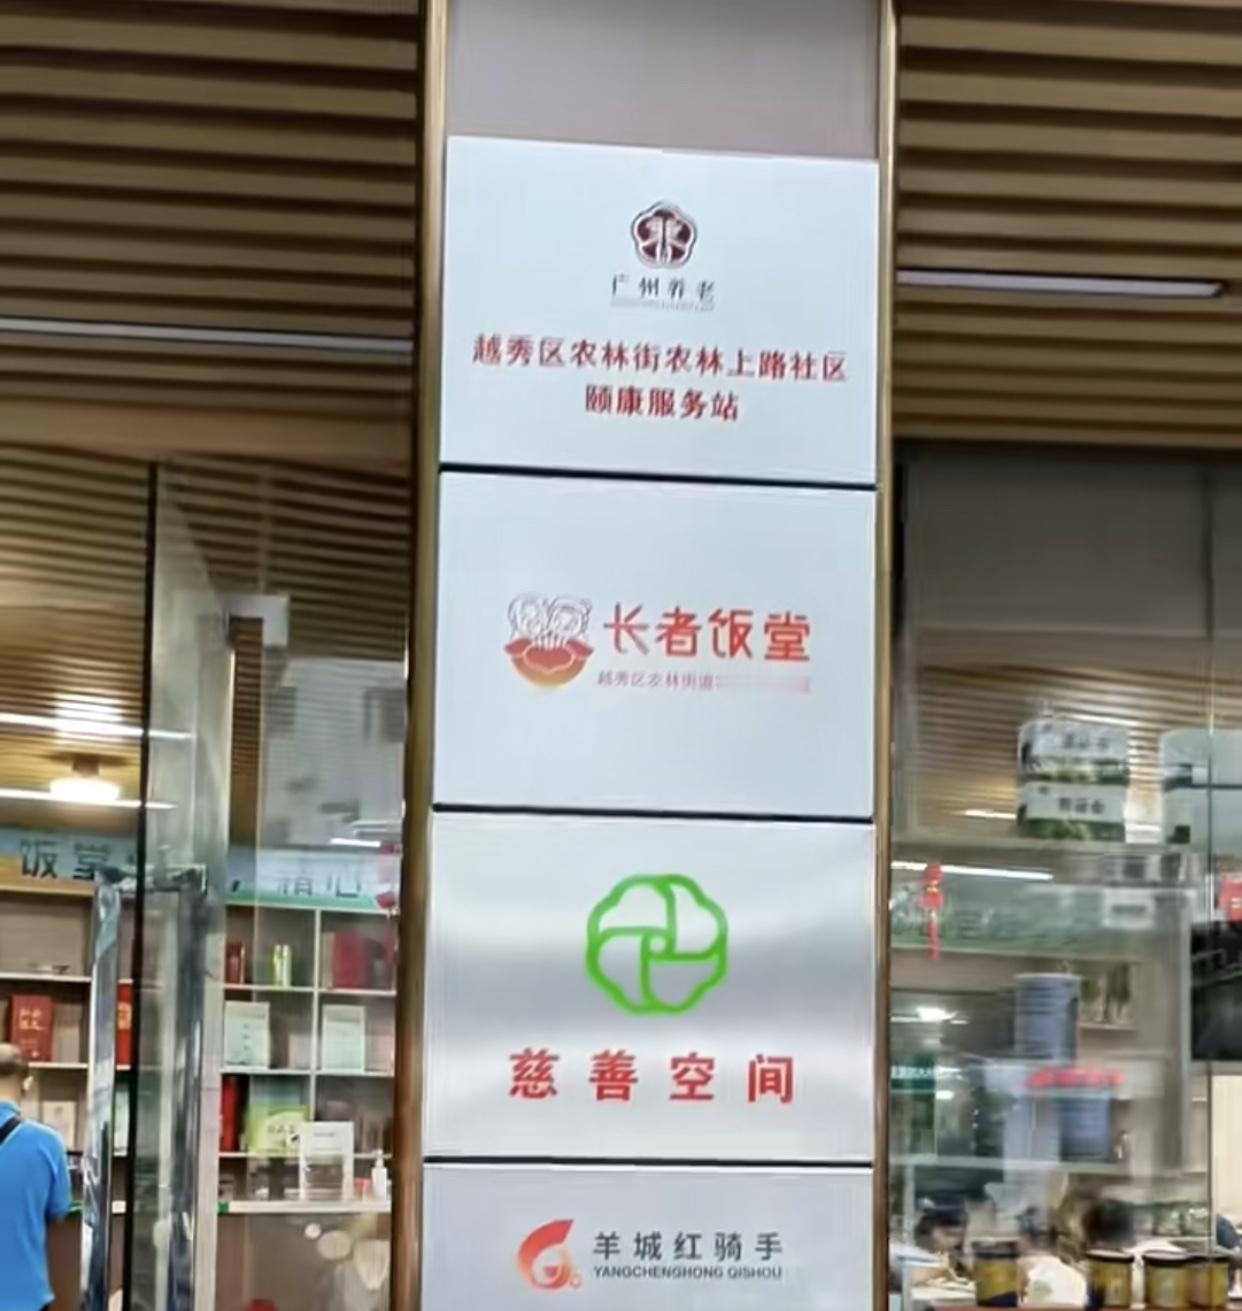 广州养老
越秀区农林街农林上路社区
颐康服务站
长者饭堂
越秀区农林街道
慈善空间
羊城红骑手
YANGCHENGHONG QISHOU
饭堂
精心